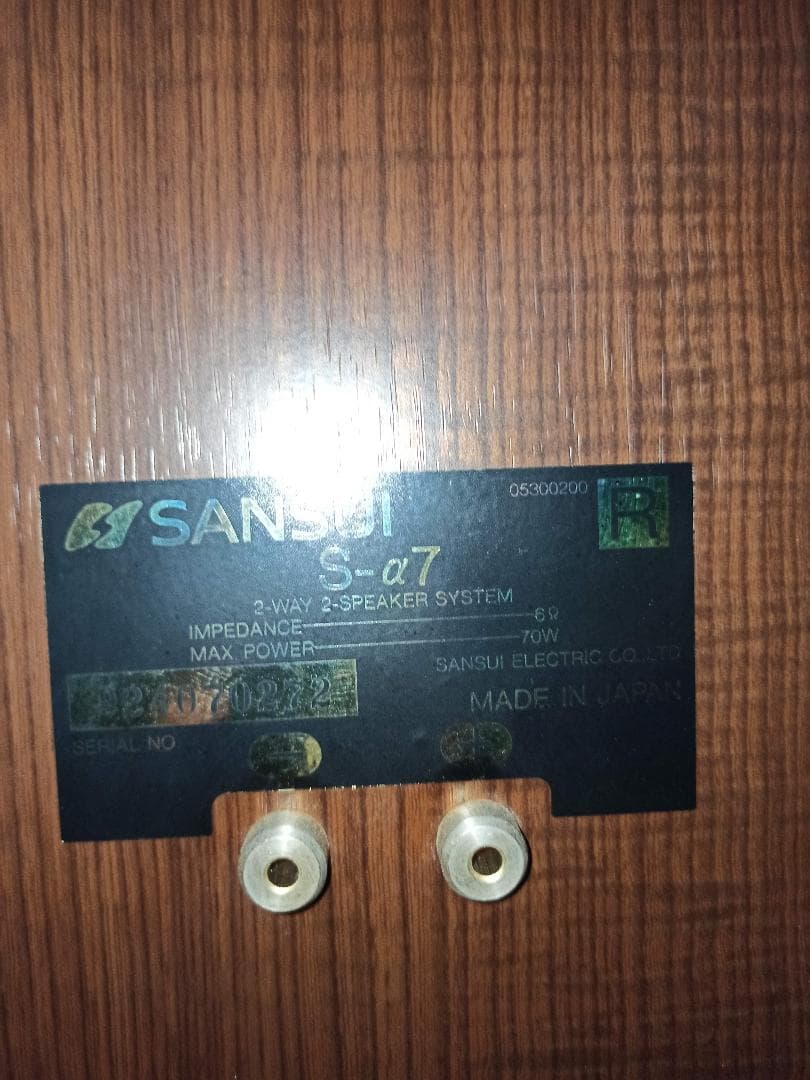 05300200 R
SANSUI
S-α7
2-WAY 2-SPEAKER SYSTEM
IMPEDANCE 6Ω
MAX POWER 70W
SANSUI ELECTRIC CO., LTD
MADE IN JAPAN
SERIAL NO